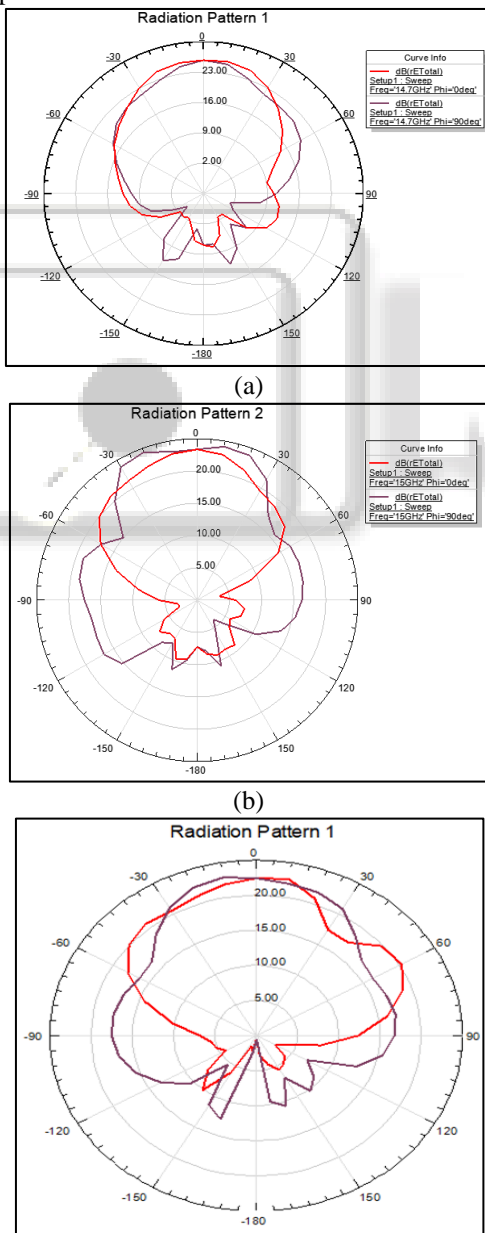 Radiation Pattern 1
0
-30 30
-60 60
-90 90
-120 120
-150 150
-180
23.00
16.00
9.00
2.00
Curve Info
dB(rETotal)
Setup1 : Sweep
Freq='14.7GHz' Phi='0deg'
dB(rETotal)
Setup1 : Sweep
Freq='14.7GHz' Phi='90deg'
(a)
Radiation Pattern 2
0
-30 30
-60 60
-90 90
-120 120
-150 150
-180
20.00
15.00
10.00
5.00
Curve Info
dB(rETotal)
Setup1 : Sweep
Freq='15GHz' Phi='0deg'
dB(rETotal)
Setup1 : Sweep
Freq='15GHz' Phi='90deg'
(b)
Radiation Pattern 1
0
-30 30
-60 60
-90 90
-120 120
-150 150
-180
20.00
15.00
10.00
5.00